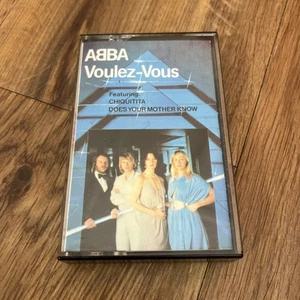 ABBA
Voulez-Vous
Featuring:
CHIQUITITA
DOES YOUR MOTHER KNOW